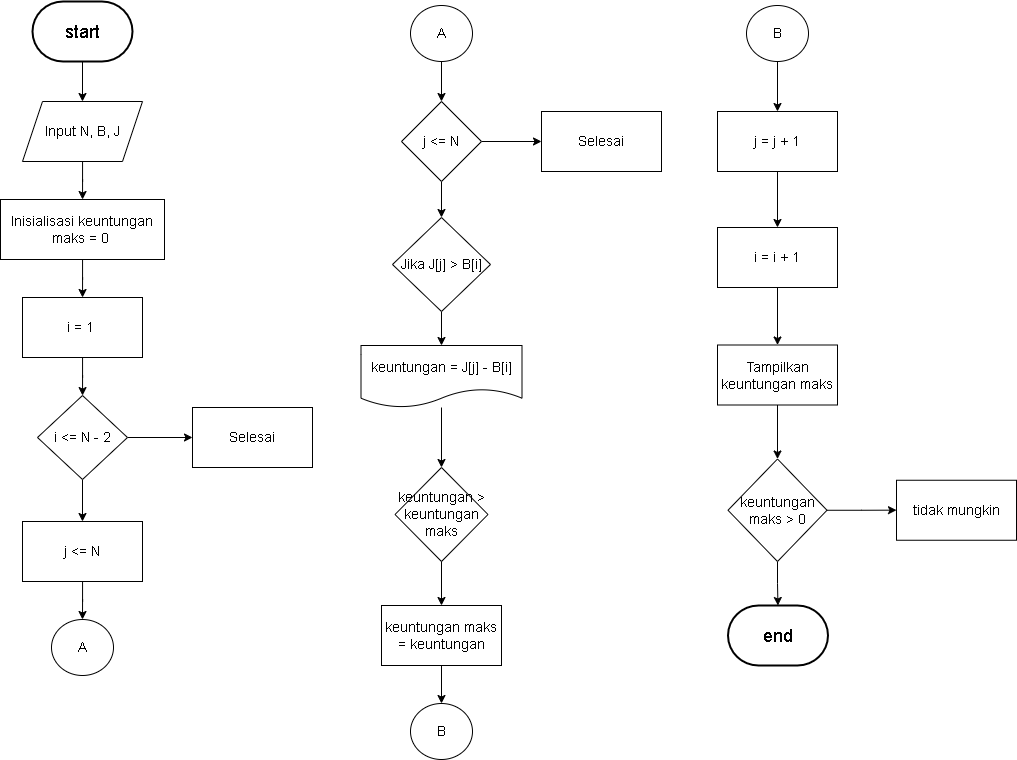 start
Input N, B, J
Inisialisasi keuntungan
maks = 0
i = 1
i <= N - 2
Selesai
j <= N
A
A
j <= N
Selesai
Jika J[j] > B[i]
keuntungan = J[j] - B[i]
keuntungan >
keuntungan
maks
keuntungan maks
= keuntungan
B
B
j = j + 1
i = i + 1
Tampilkan
keuntungan maks
keuntungan
maks > 0
tidak mungkin
end